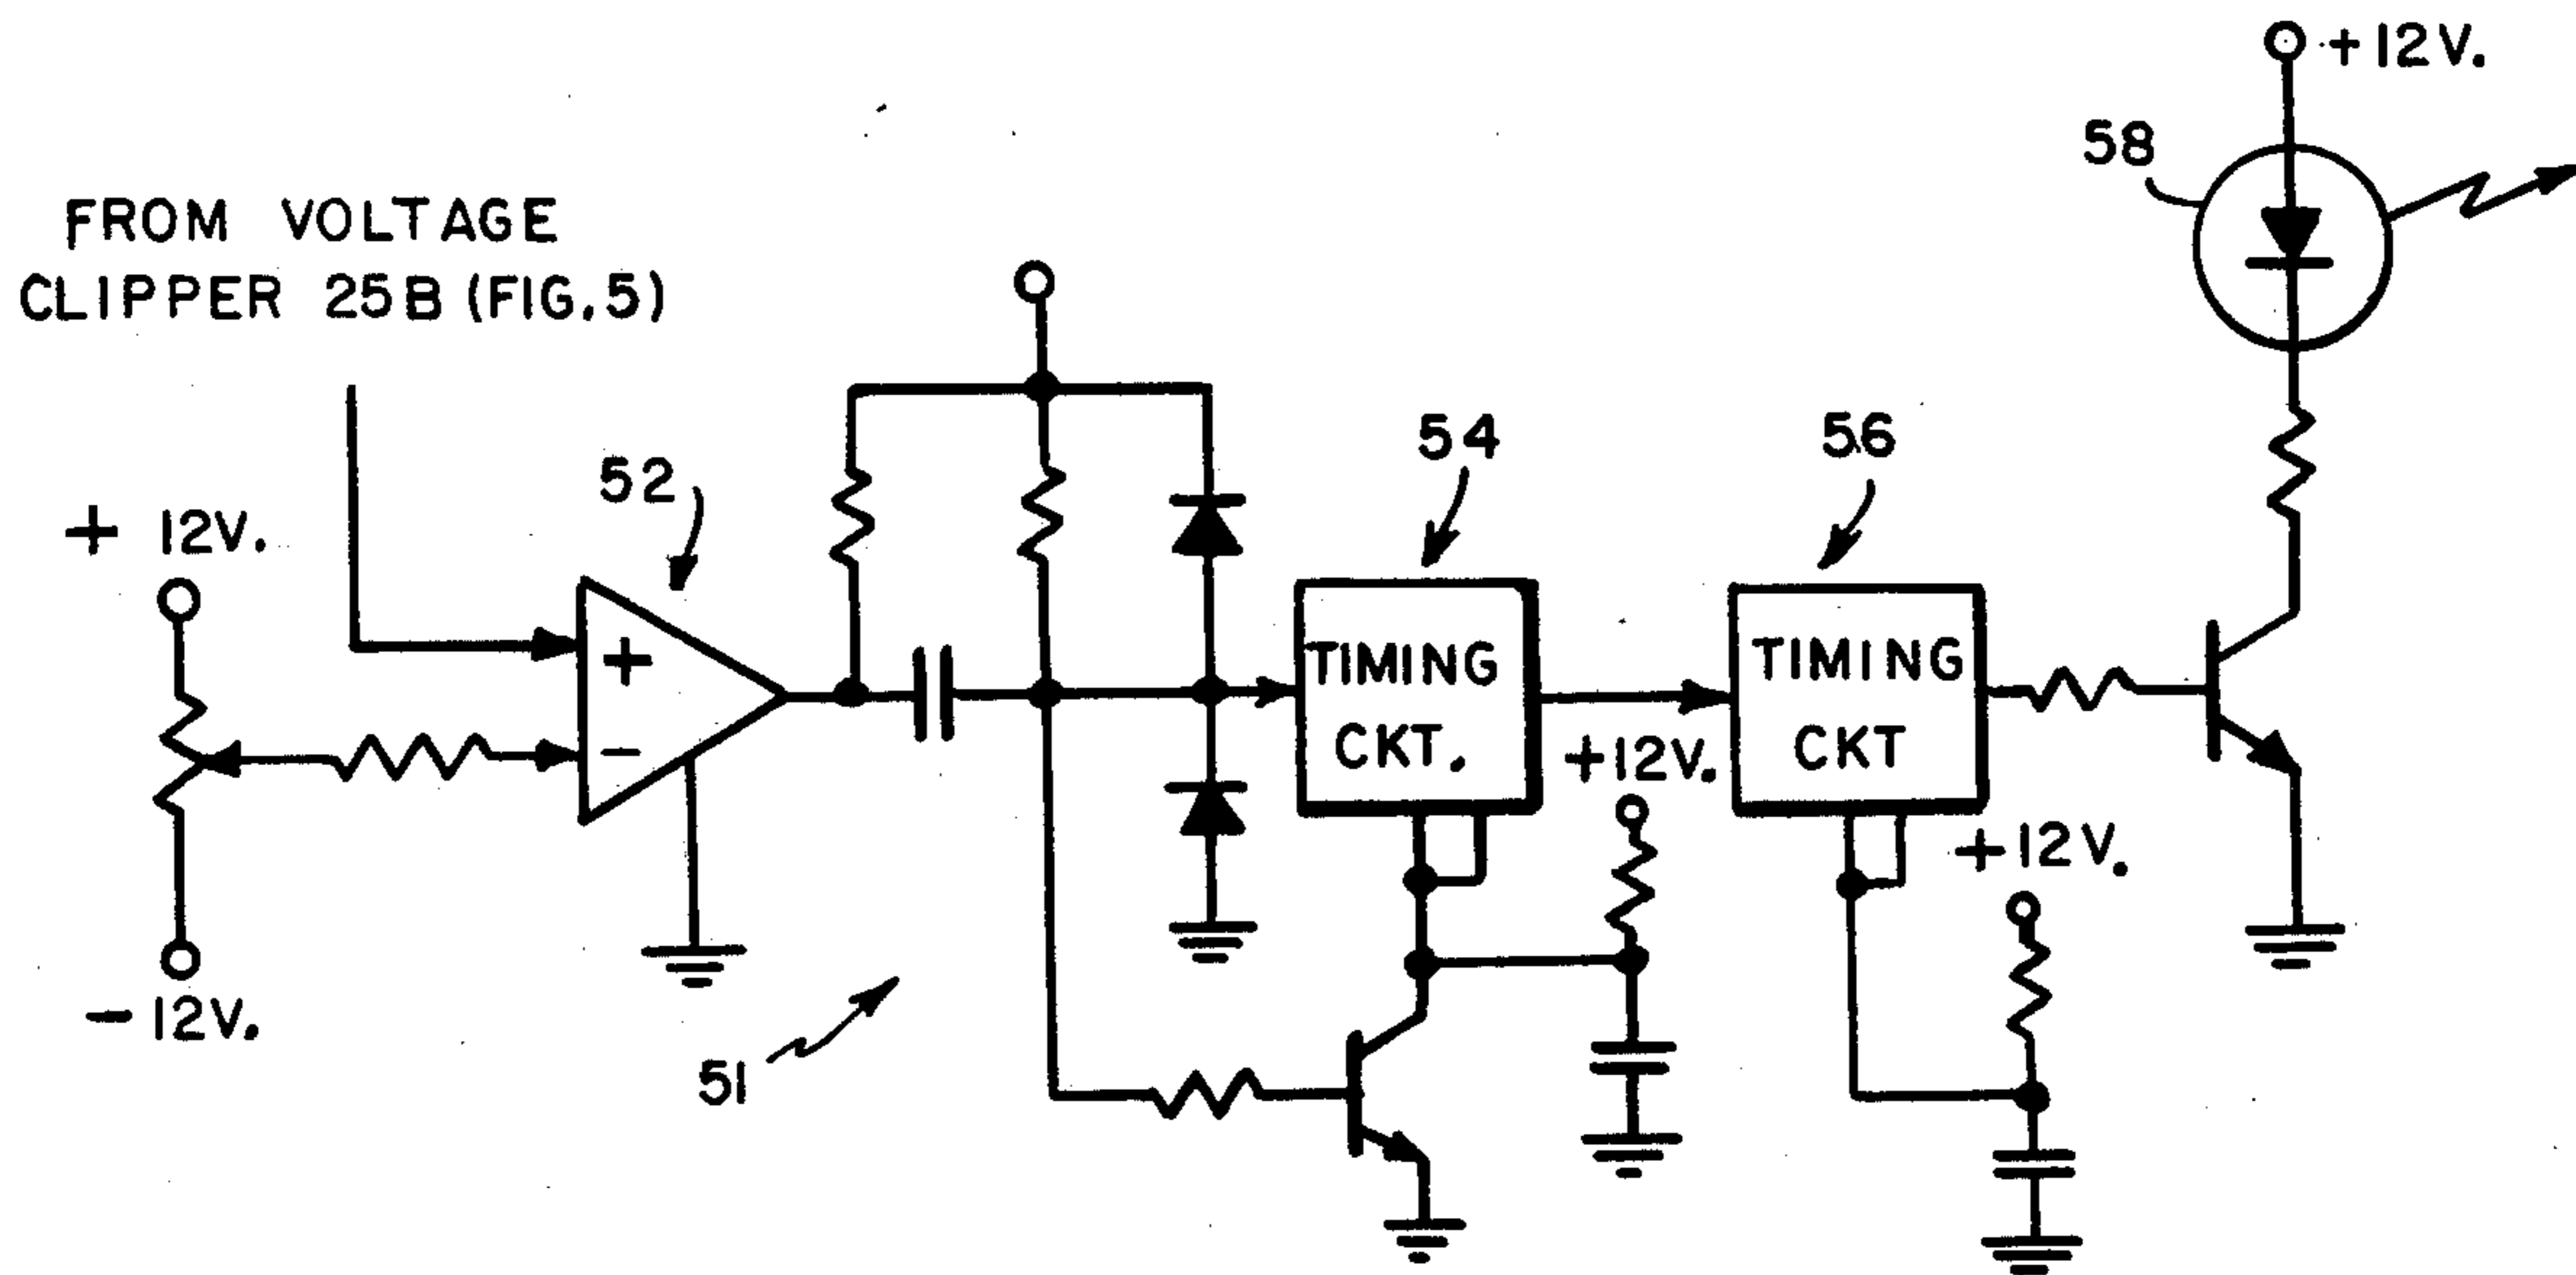 +12V.
58
FROM VOLTAGE
CLIPPER 25B (FIG.5)
54
56
52
+ 12V.
+
TIMING
CKT.
TIMING
CKT
-
+12V.
+12V.
-12V.
51